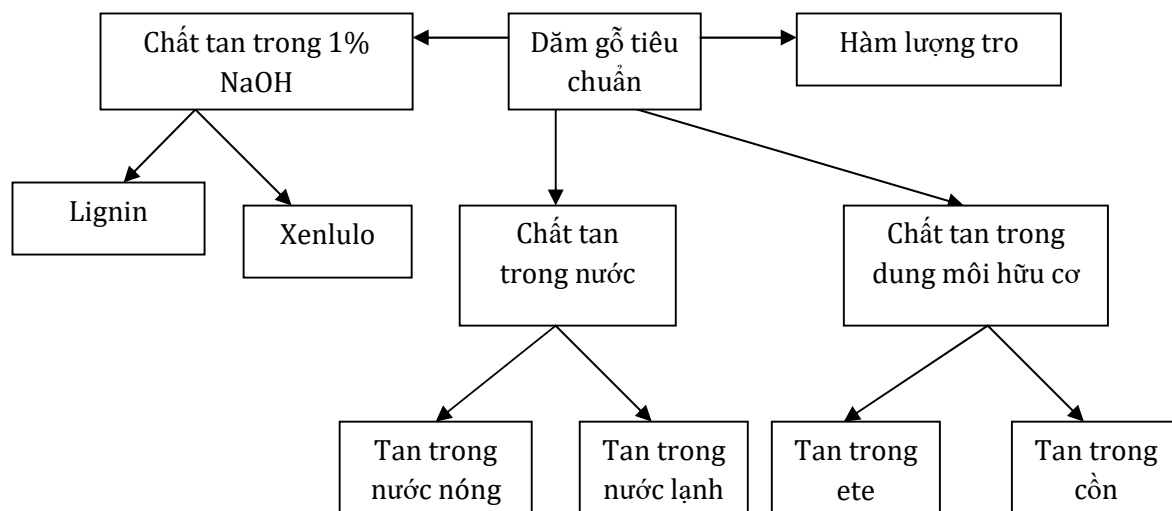 Chất tan trong 1%
NaOH
Dăm gỗ tiêu
chuẩn
Hàm lượng tro
Lignin
Xenlulo
Chất tan
trong nước
Chất tan trong
dung môi hữu cơ
Tan trong
nước nóng
Tan trong
nước lạnh
Tan trong
ete
Tan trong
cồn